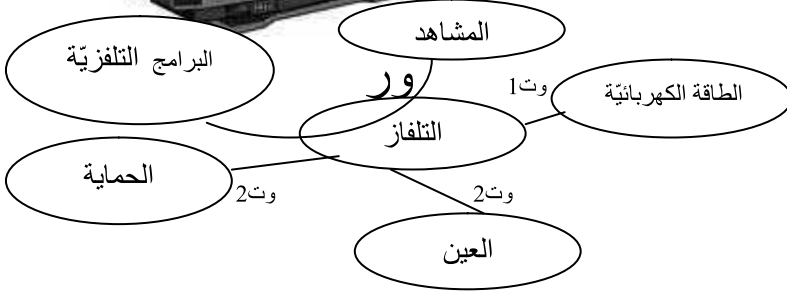 المشاهد
البرامج التلفزيّة
ور
وت1
الطاقة الكهربائيّة
التلفاز
الحماية
وت2
وت2
العين